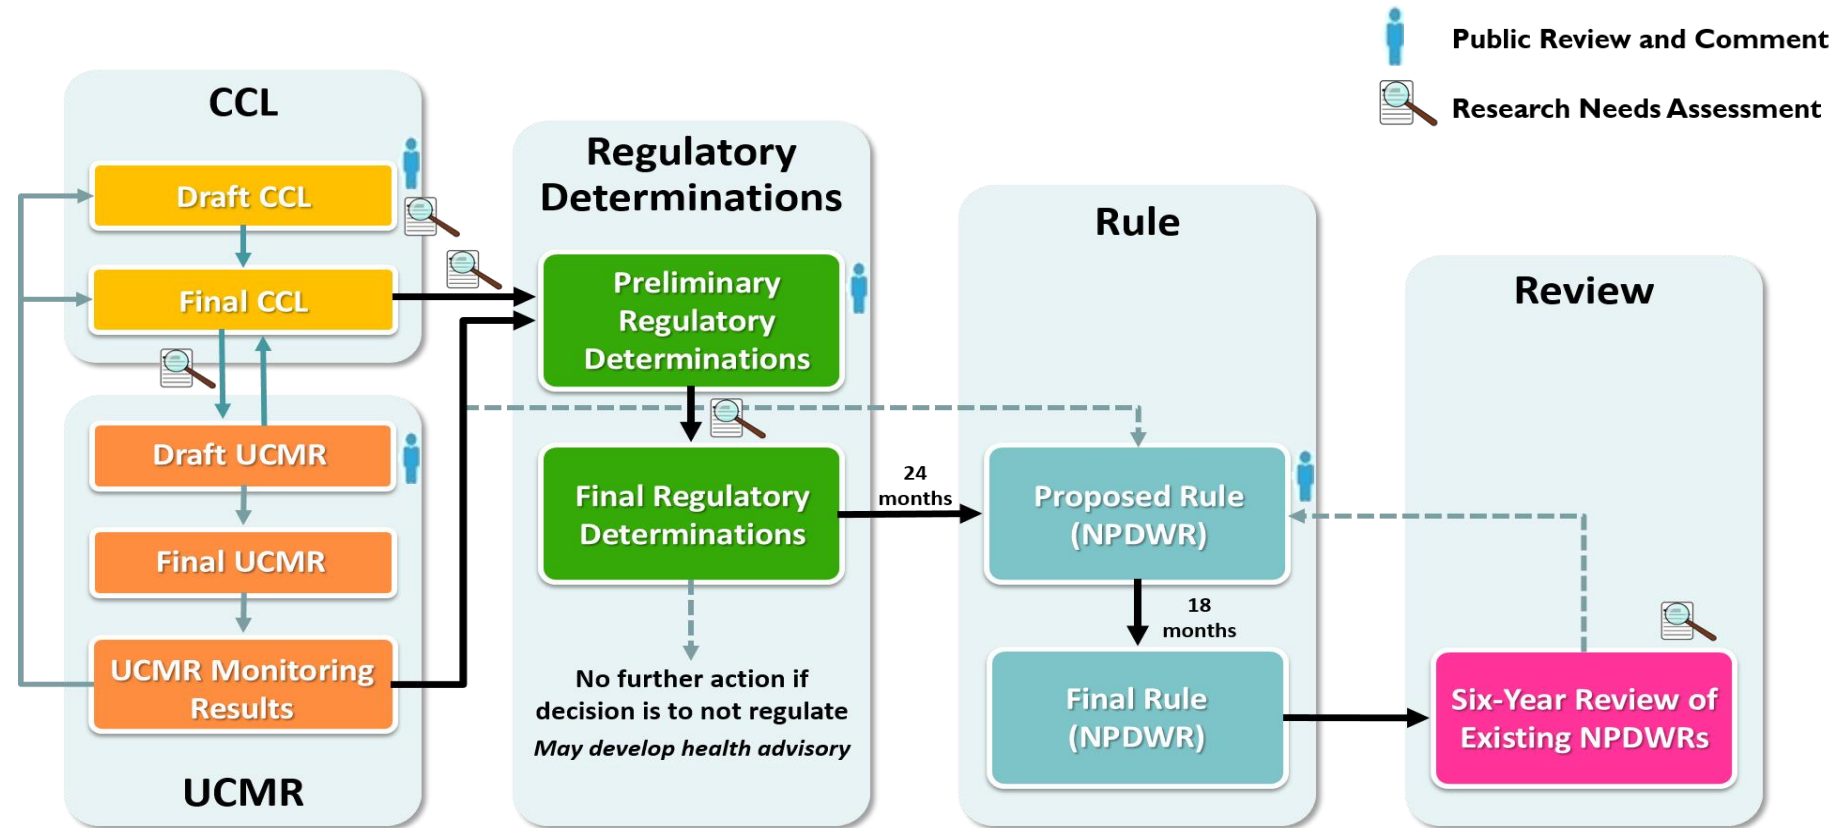 Public Review and Comment
Research Needs Assessment
CCL
Draft CCL
Final CCL
Draft UCMR
Final UCMR
UCMR Monitoring
Results
UCMR
Regulatory
Determinations
Preliminary
Regulatory
Determinations
Final Regulatory
Determinations
No further action if
decision is to not regulate
May develop health advisory
24
months
Rule
Proposed Rule
(NPDWR)
18
months
Final Rule
(NPDWR)
Review
Six-Year Review of
Existing NPDWRs